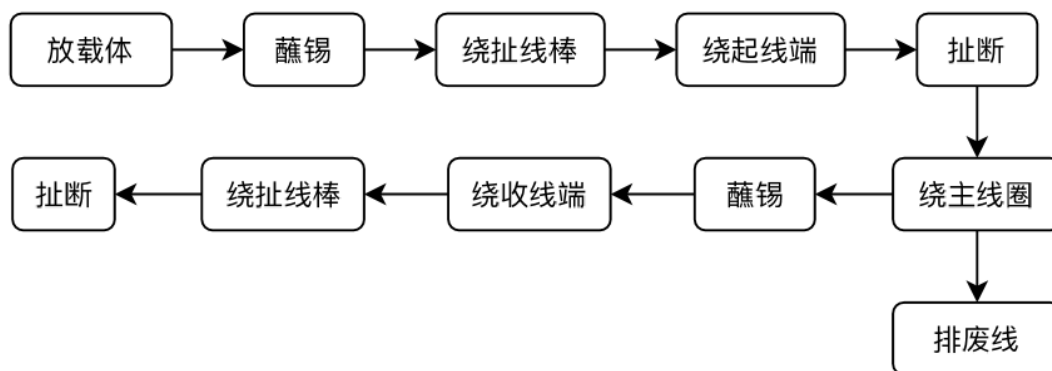 放载体
蘸锡
绕扯线棒
绕起线端
扯断
绕主线圈
蘸锡
绕收线端
绕扯线棒
扯断
排废线